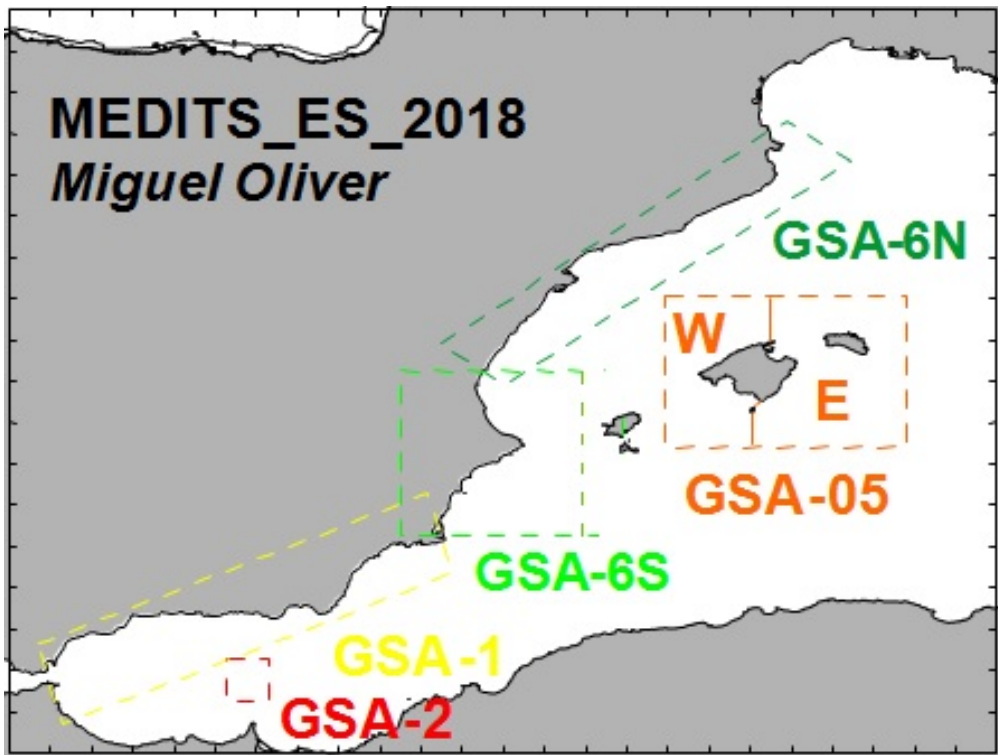 MEDITS_ES_2018
Miguel Oliver
GSA-6N
W
E
GSA-05
GSA-6S
GSA-1
GSA-2